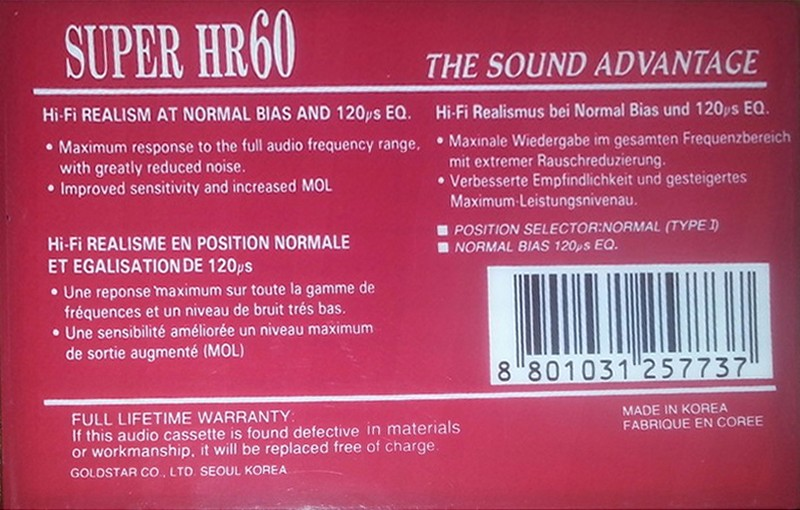 SUPER HR60
THE SOUND ADVANTAGE
Hi-Fi REALISM AT NORMAL BIAS AND 120µs EQ.
• Maximum response to the full audio frequency range,
with greatly reduced noise.
• Improved sensitivity and increased MOL
Hi-Fi REALISME EN POSITION NORMALE
ET EGALISATION DE 120µs
• Une reponse maximum sur toute la gamme de
fréquences et un niveau de bruit trés bas.
• Une sensibilité améliorée un niveau maximum
de sortie augmenté (MOL)
Hi-Fi Realismus bei Normal Bias und 120µs EQ.
• Maxinale Wiedergabe im gesamten Frequenzbereich
mit extremer Rauschreduzierung.
• Verbesserte Empfindlichkeit und gesteigertes
Maximum-Leistungsnivenau.
■ POSITION SELECTOR:NORMAL (TYPE I)
■ NORMAL BIAS 120µs EQ.
8 801031 257737
FULL LIFETIME WARRANTY:
If this audio cassette is found defective in materials
or workmanship, it will be replaced free of charge.
GOLDSTAR CO., LTD. SEOUL KOREA
MADE IN KOREA
FABRIQUE EN COREE